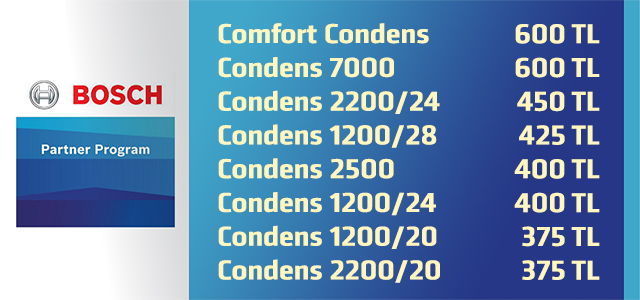 BOSCH
Partner Program
Comfort Condens 600 TL
Condens 7000 600 TL
Condens 2200/24 450 TL
Condens 1200/28 425 TL
Condens 2500 400 TL
Condens 1200/24 400 TL
Condens 1200/20 375 TL
Condens 2200/20 375 TL